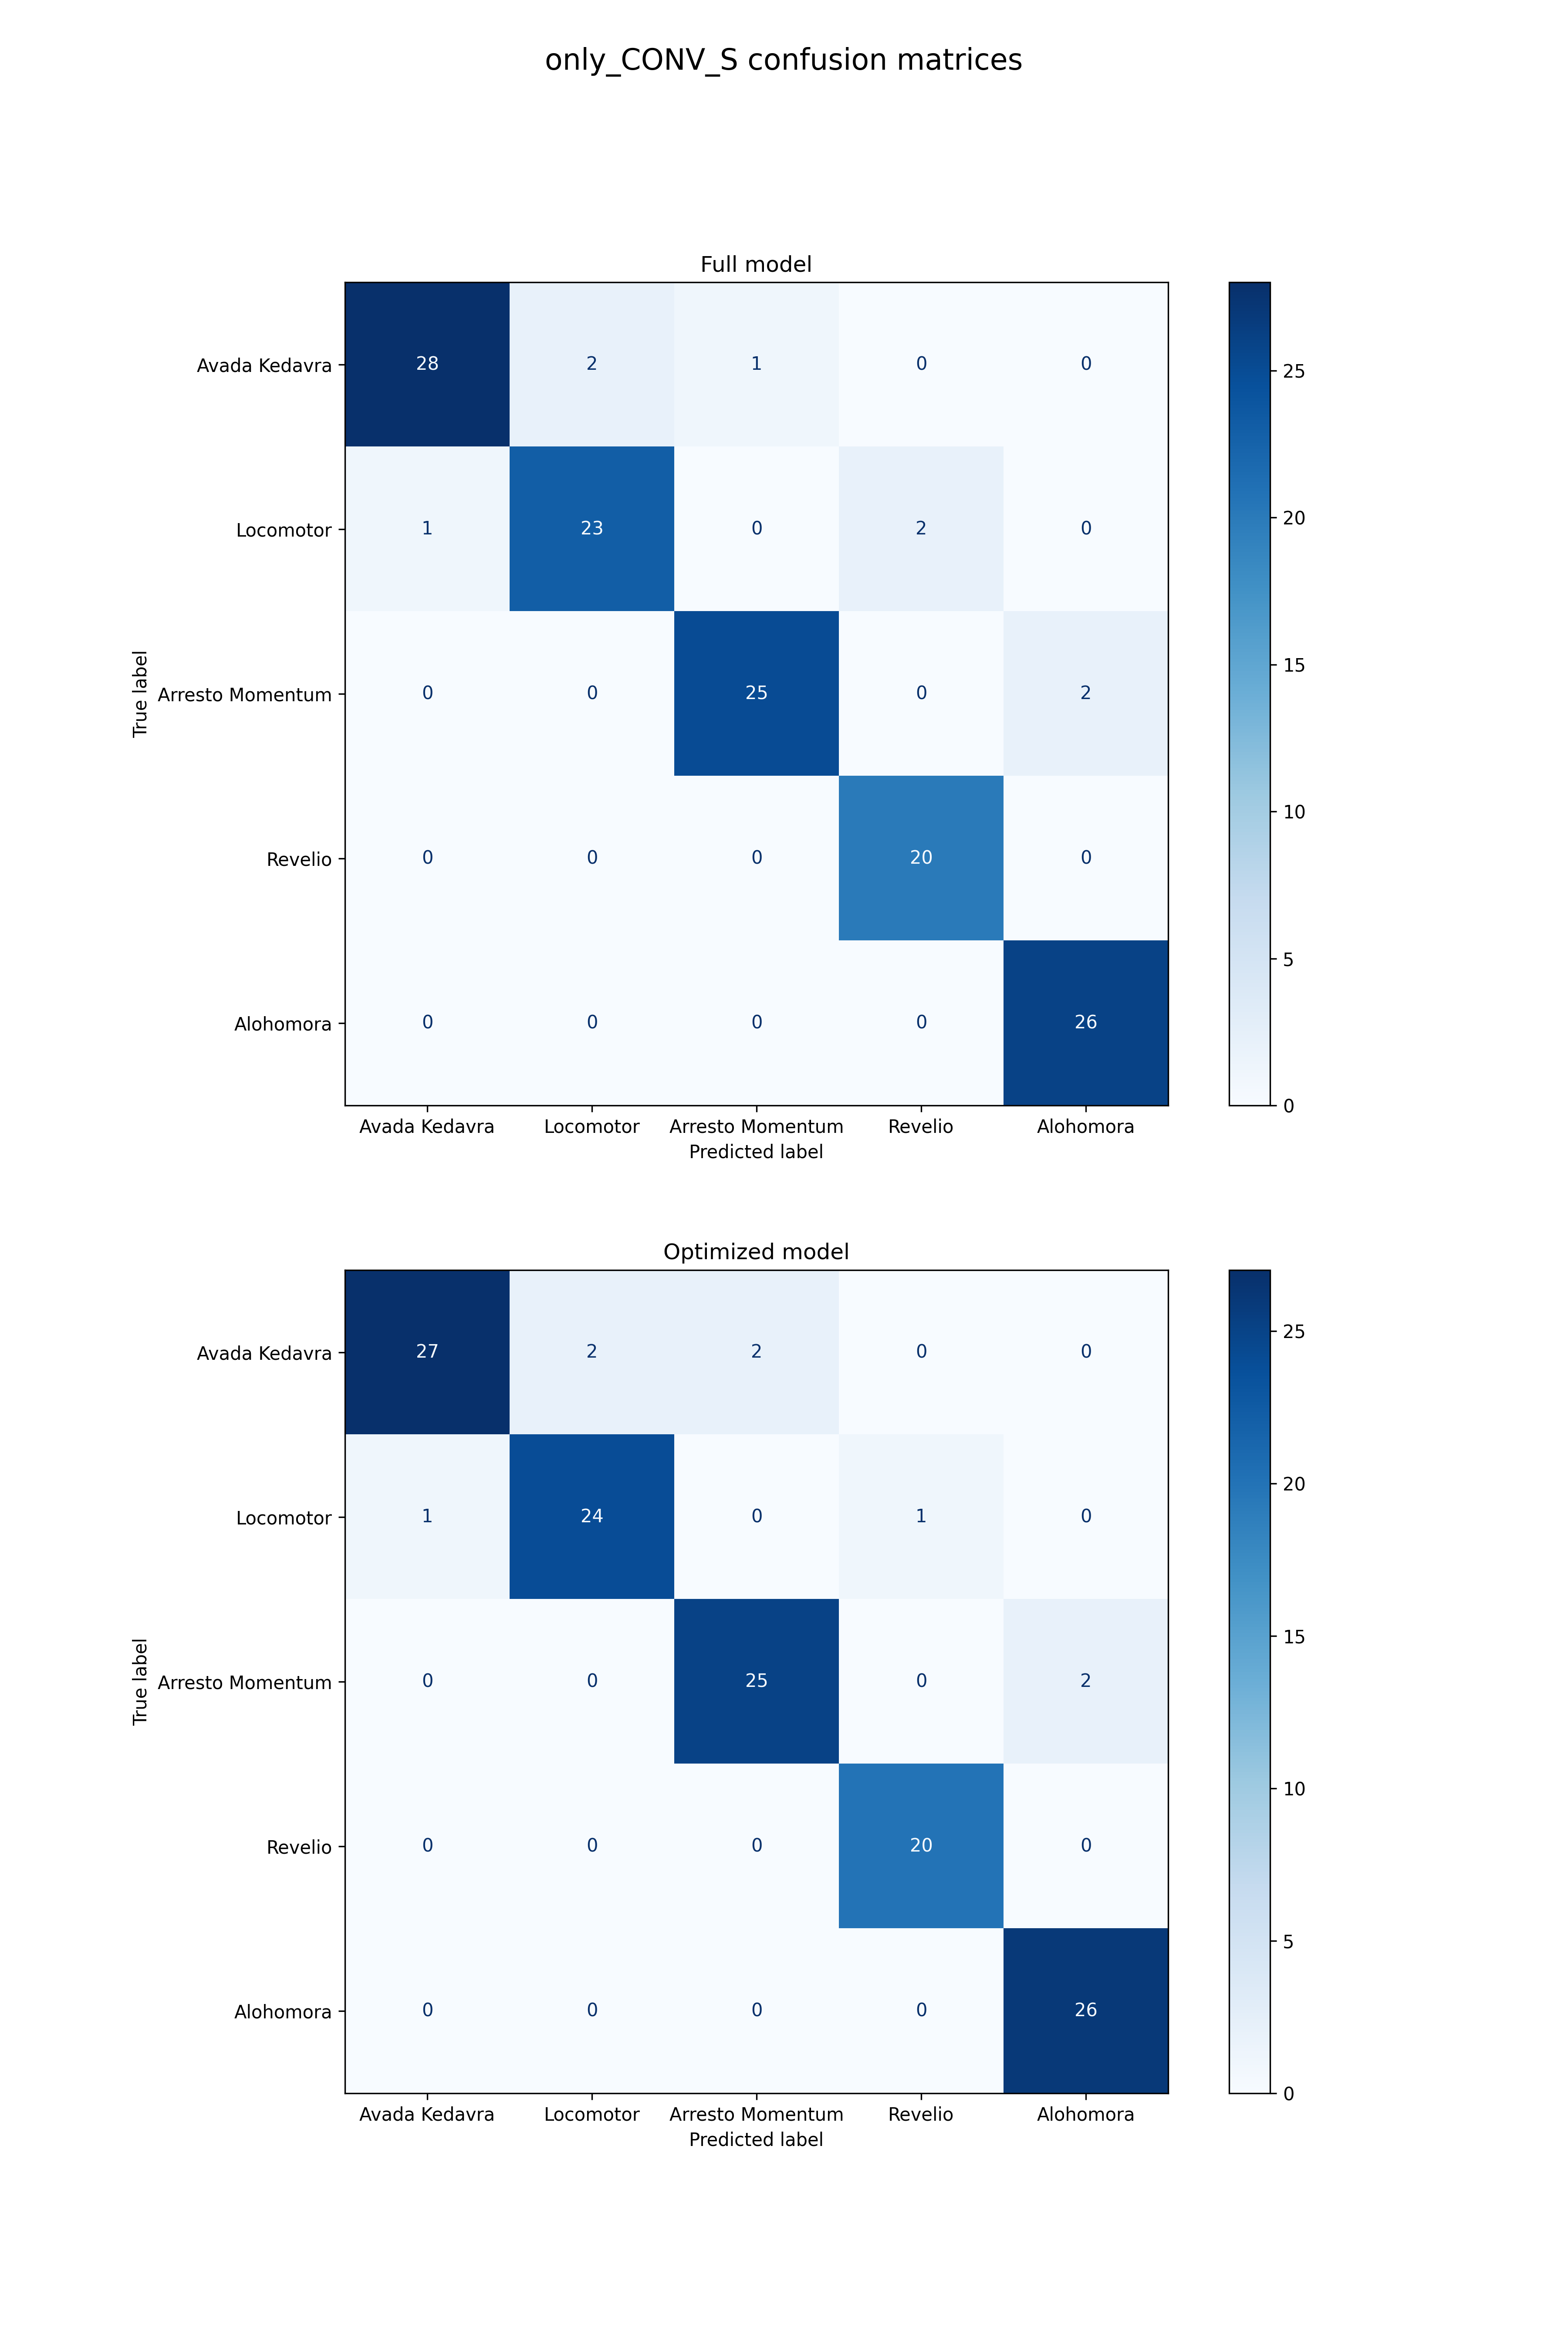 only_CONV_S confusion matrices
Full model
Avada Kedavra 28 2 1 0 0
Locomotor 1 23 0 2 0
Arresto Momentum 0 0 25 0 2
Revelio 0 0 0 20 0
Alohomora 0 0 0 0 26
True label
Avada Kedavra Locomotor Arresto Momentum Revelio Alohomora
Predicted label
25
20
15
10
5
0
Optimized model
Avada Kedavra 27 2 2 0 0
Locomotor 1 24 0 1 0
Arresto Momentum 0 0 25 0 2
Revelio 0 0 0 20 0
Alohomora 0 0 0 0 26
True label
Avada Kedavra Locomotor Arresto Momentum Revelio Alohomora
Predicted label
25
20
15
10
5
0